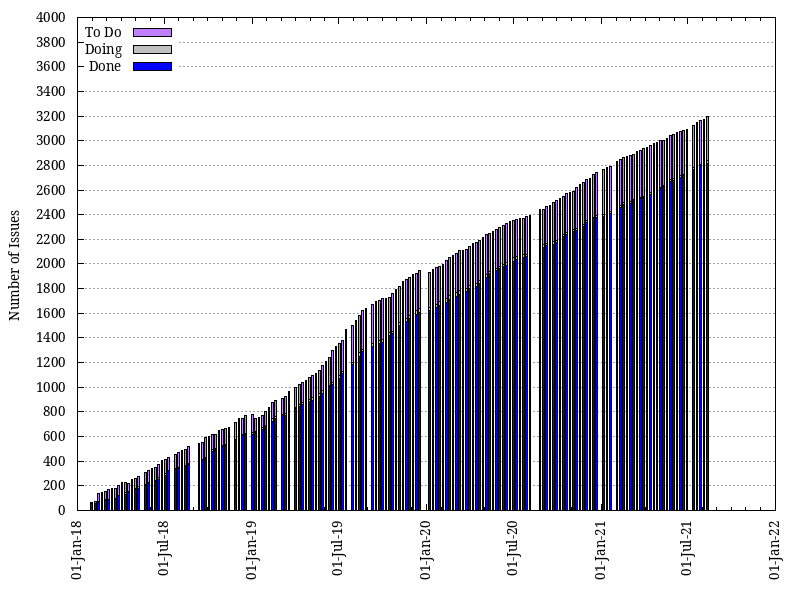 4000
3800
3600
3400
3200
3000
2800
2600
2400
2200
2000
1800
1600
1400
1200
1000
800
600
400
200
0
Number of Issues
To Do
Doing
Done
01-Jan-18
01-Jul-18
01-Jan-19
01-Jul-19
01-Jan-20
01-Jul-20
01-Jan-21
01-Jul-21
01-Jan-22